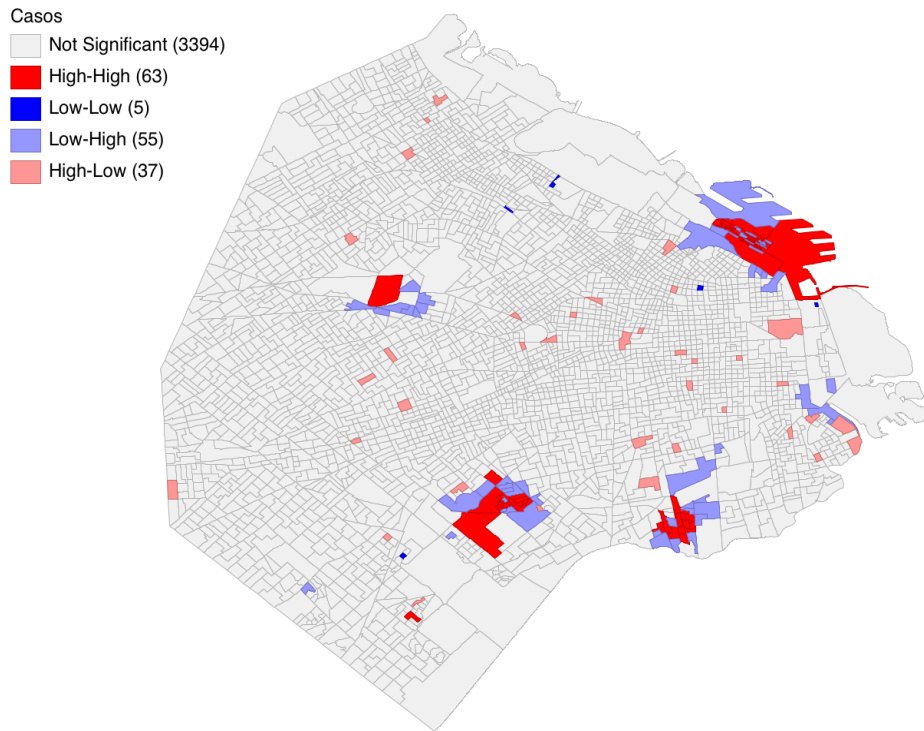 Casos
Not Significant (3394)
High-High (63)
Low-Low (5)
Low-High (55)
High-Low (37)